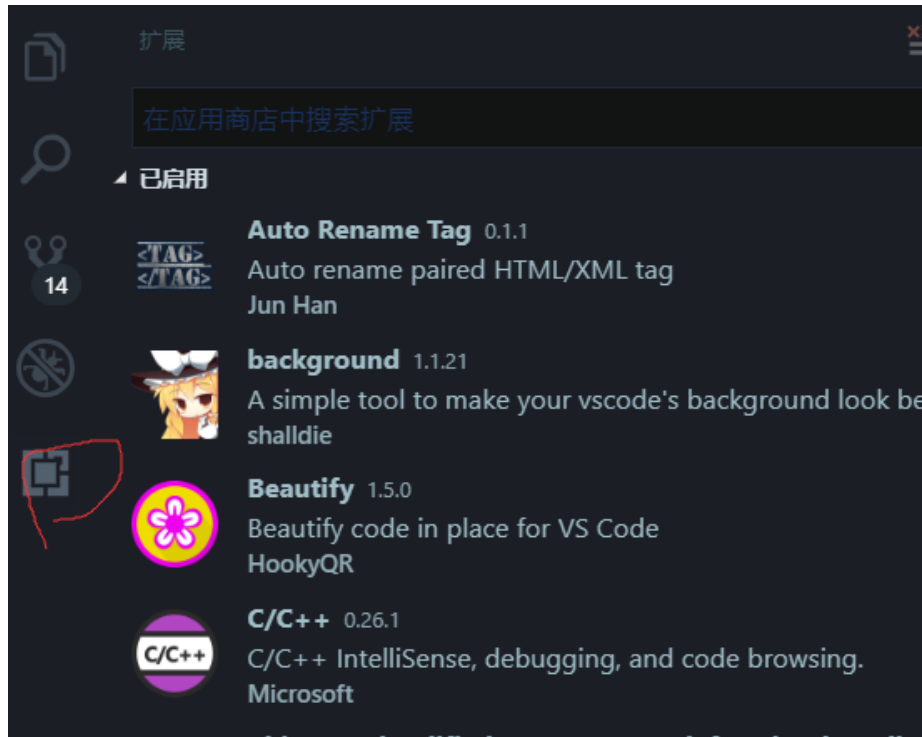 扩展
在应用商店中搜索扩展
已启用
Auto Rename Tag 0.1.1
<TAG>
</TAG>
Auto rename paired HTML/XML tag
Jun Han
14
background 1.1.21
A simple tool to make your vscode's background look be
shalldie
Beautify 1.5.0
Beautify code in place for VS Code
HookyQR
C/C++ 0.26.1
C/C++
C/C++ IntelliSense, debugging, and code browsing.
Microsoft